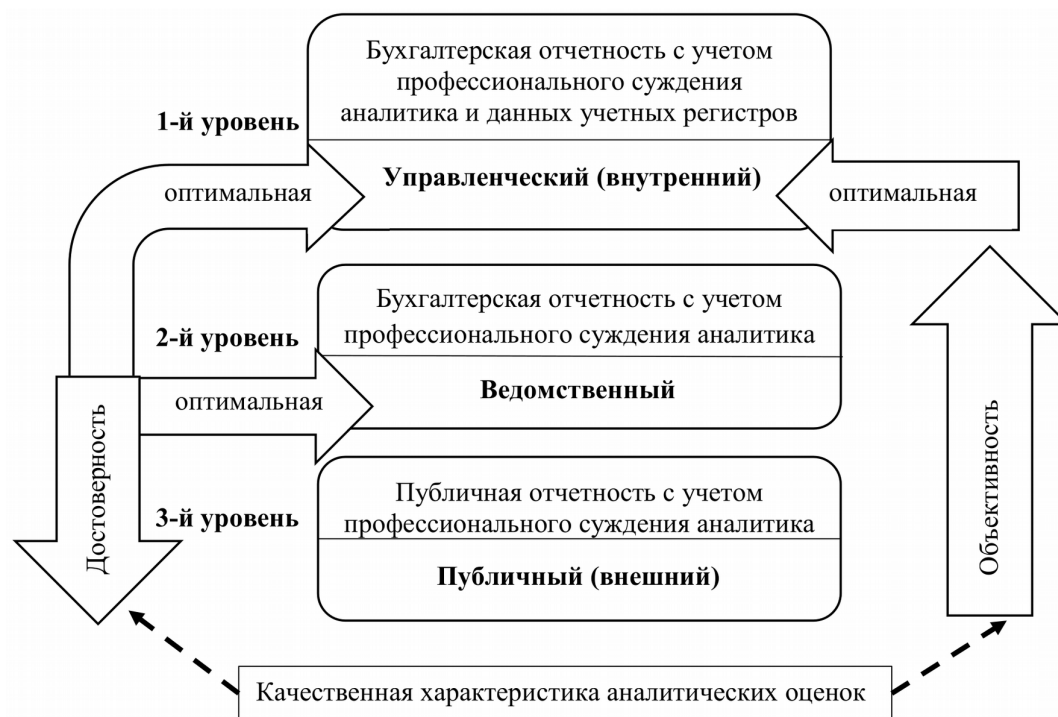 Бухгалтерская отчетность с учетом
профессионального суждения
аналитика и данных учетных регистров
1-й уровень
Управленческий (внутренний)
оптимальная
оптимальная
Бухгалтерская отчетность с учетом
профессионального суждения аналитика
2-й уровень
Ведомственный
оптимальная
Публичная отчетность с учетом
профессионального суждения аналитика
3-й уровень
Публичный (внешний)
Достоверность
Объективность
Качественная характеристика аналитических оценок